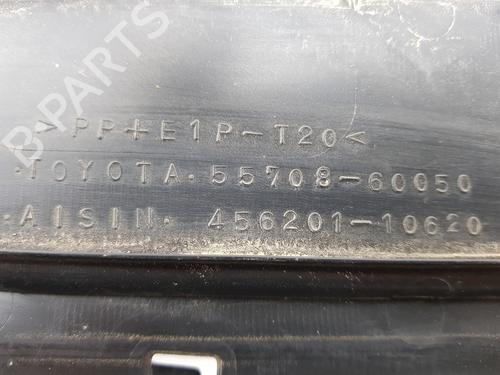 B-PARTS
>PP+E1P-T20<
.TOYOTA.55708-60050
.AISIN. 456201-10620